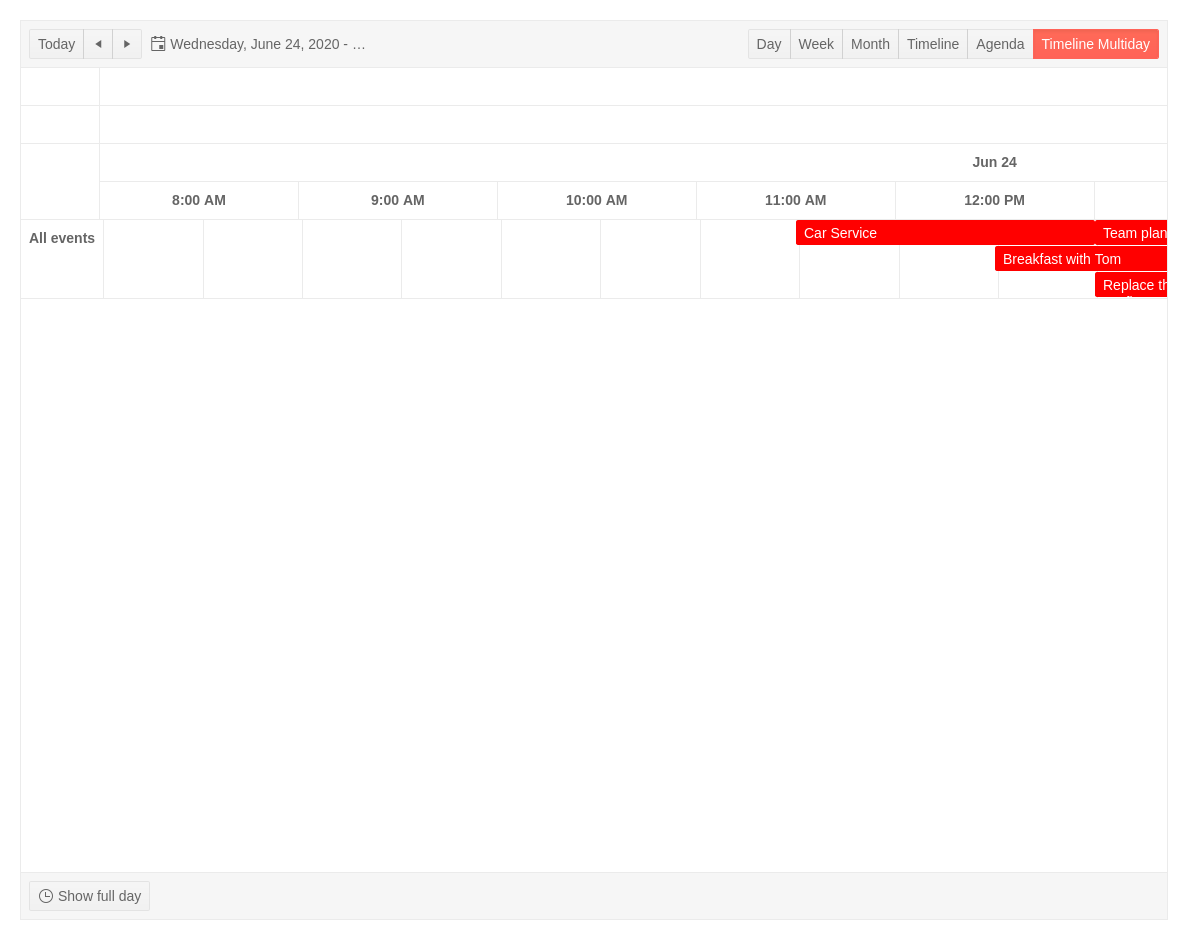 Today Wednesday, June 24, 2020 - … Day Week Month Timeline Agenda Timeline Multiday
Jun 24
8:00 AM 9:00 AM 10:00 AM 11:00 AM 12:00 PM
All events Car Service Team plan
Breakfast with Tom
Replace th
Show full day